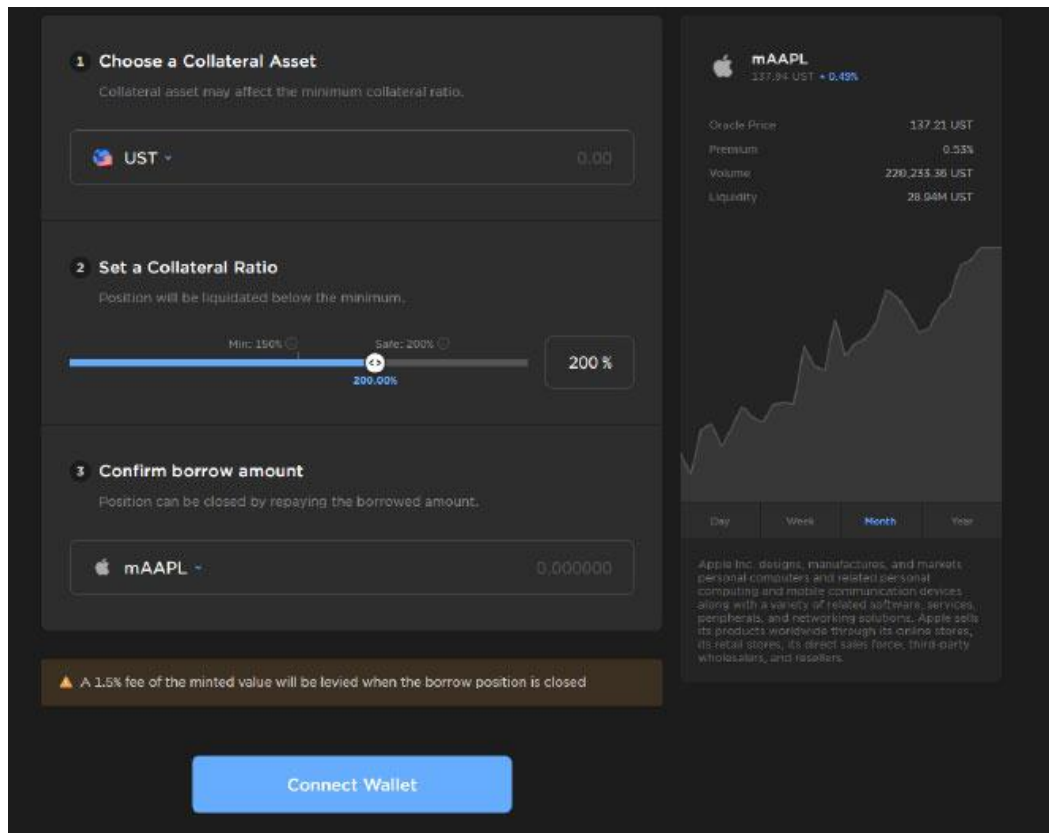 1 Choose a Collateral Asset
Collateral asset may affect the minimum collateral ratio.
UST 0.00
2 Set a Collateral Ratio
Position will be liquidated below the minimum.
Min: 150% Safe: 200%
200.00%
200 %
3 Confirm borrow amount
Position can be closed by repaying the borrowed amount.
mAAPL 0.000000
A 1.5% fee of the minted value will be levied when the borrow position is closed
Connect Wallet
mAAPL
137.94 UST + 0.49%
Oracle Price 137.21 UST
Premium 0.53%
Volume 220,233.36 UST
Liquidity 28.94M UST
Day Week Month Year
Apple Inc. designs, manufactures, and markets
personal computers and related personal
computing and mobile communication devices
along with a variety of related software, services,
peripherals, and networking solutions. Apple sells
its products worldwide through its online stores,
its retail stores, its direct sales force, third-party
wholesalers, and resellers.